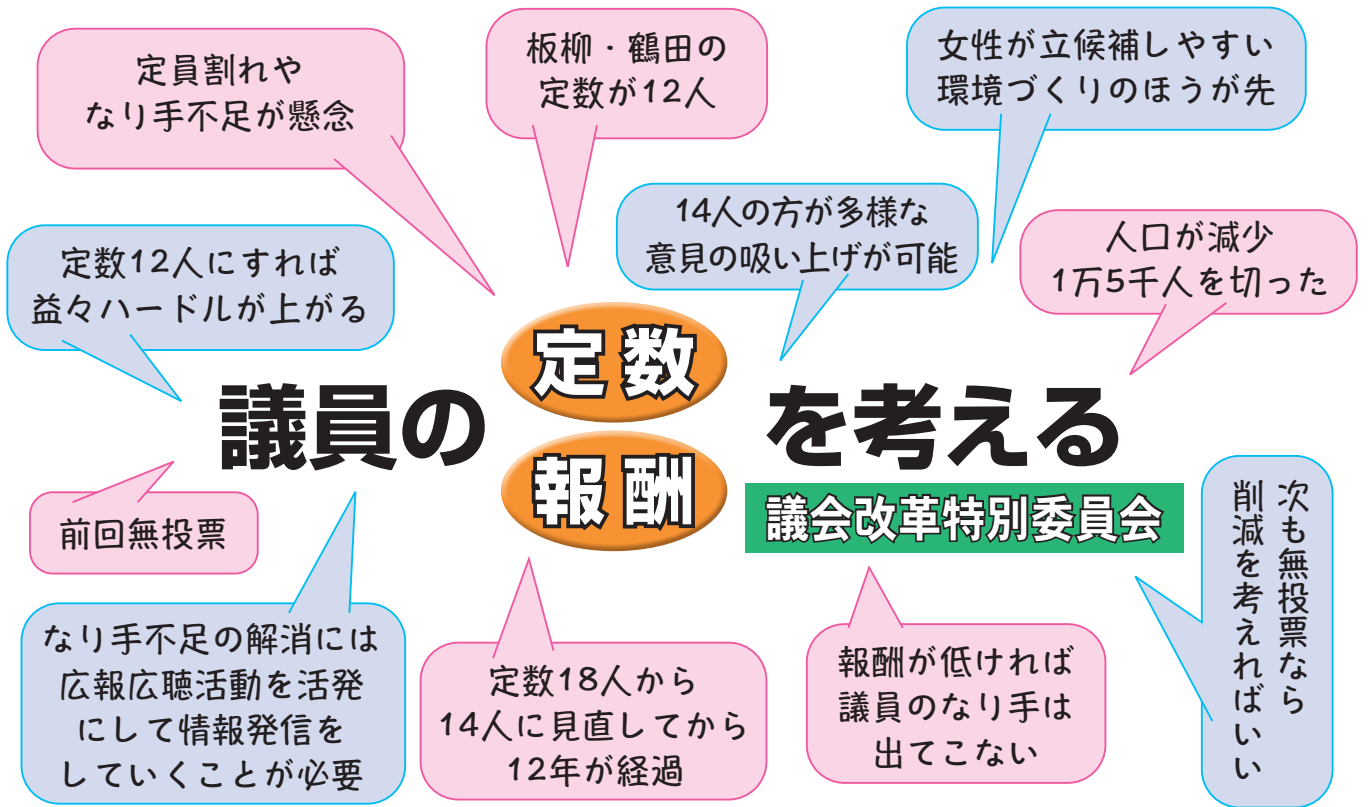 定員割れや
なり手不足が懸念
板柳・鶴田の
定数が12人
女性が立候補しやすい
環境づくりのほうが先
定数12人にすれば
益々ハードルが上がる
14人の方が多様な
意見の吸い上げが可能
人口が減少
1万5千人を切った
議員の
定数
報酬
を考える
議会改革特別委員会
前回無投票
なり手不足の解消には
広報広聴活動を活発
にして情報発信を
していくことが必要
定数18人から
14人に見直してから
12年が経過
報酬が低ければ
議員のなり手は
出てこない
次も無投票なら
削減を考えればいい